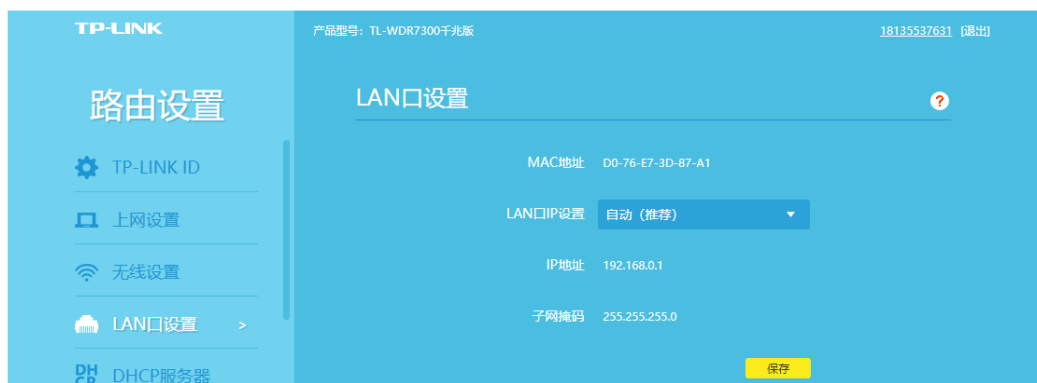 TP-LINK
产品型号：TL-WDR7300千兆版
18135537631 [退出]
路由设置
TP-LINK ID
上网设置
无线设置
LAN口设置 >
DHCP服务器
LAN口设置
?
MAC地址 D0-76-E7-3D-87-A1
LAN口IP设置 自动（推荐）
IP地址 192.168.0.1
子网掩码 255.255.255.0
保存